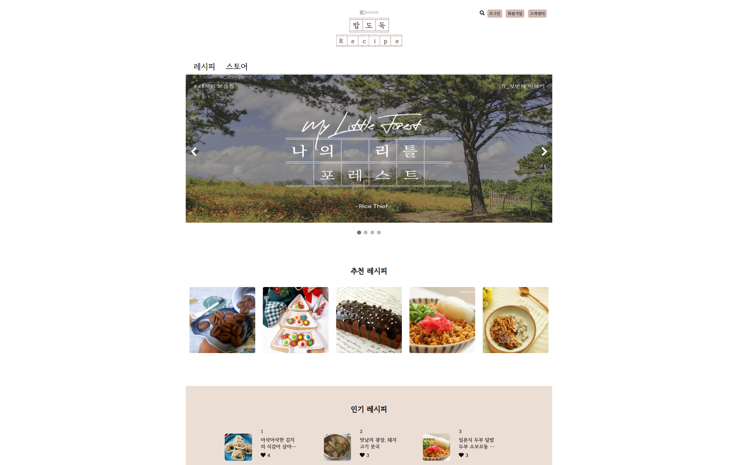 밥도둑
Recipe
로그인 회원가입 고객센터
레시피 스토어
My Little Forest
나의 리틀
포레스트
- Rice Thief -
추천 레시피
인기 레시피
1
아삭아삭한 김치
의 식감이 살아…
4
2
옛날의 광장, 돼지
고기 뭇국
3
3
일본식 두부 덮밥
두부 소보로동 …
3